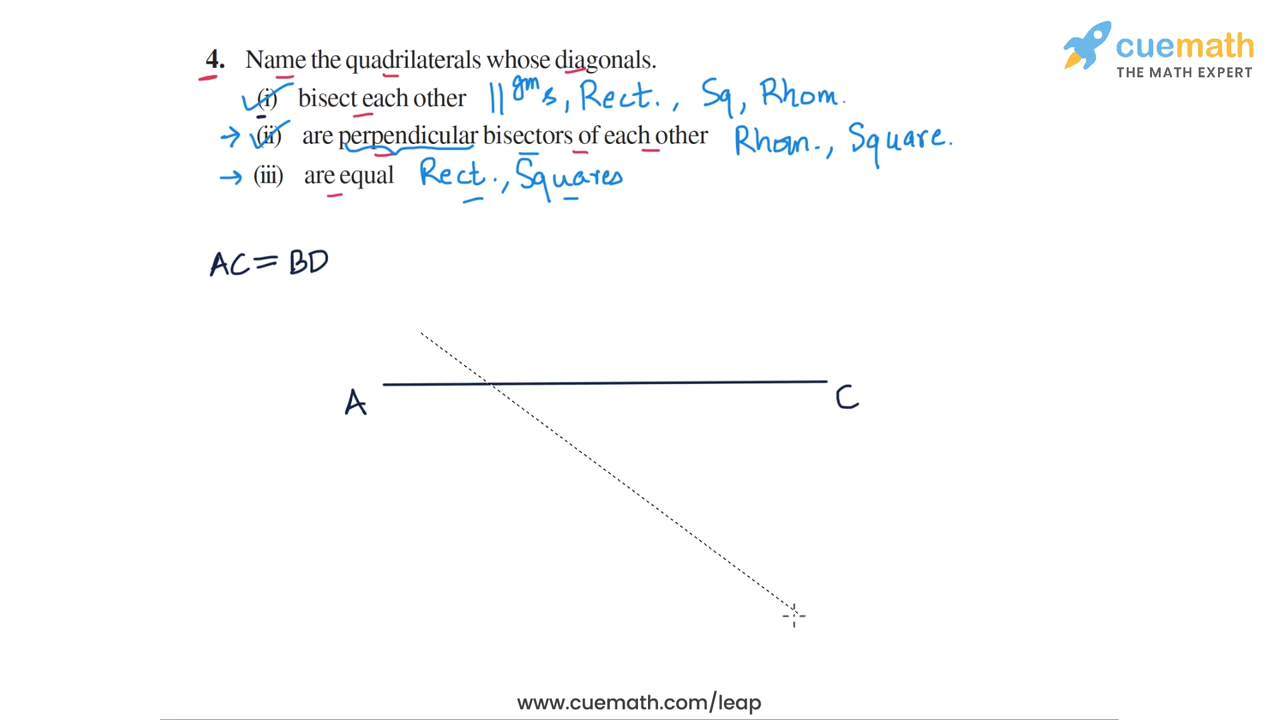 cuemath
THE MATH EXPERT
4. Name the quadrilaterals whose diagonals.
(i) bisect each other ||gms, Rect., Sq, Rhom.
→ (ii) are perpendicular bisectors of each other Rhom., Square.
→ (iii) are equal Rect., Squares
AC = BD
A C
www.cuemath.com/leap